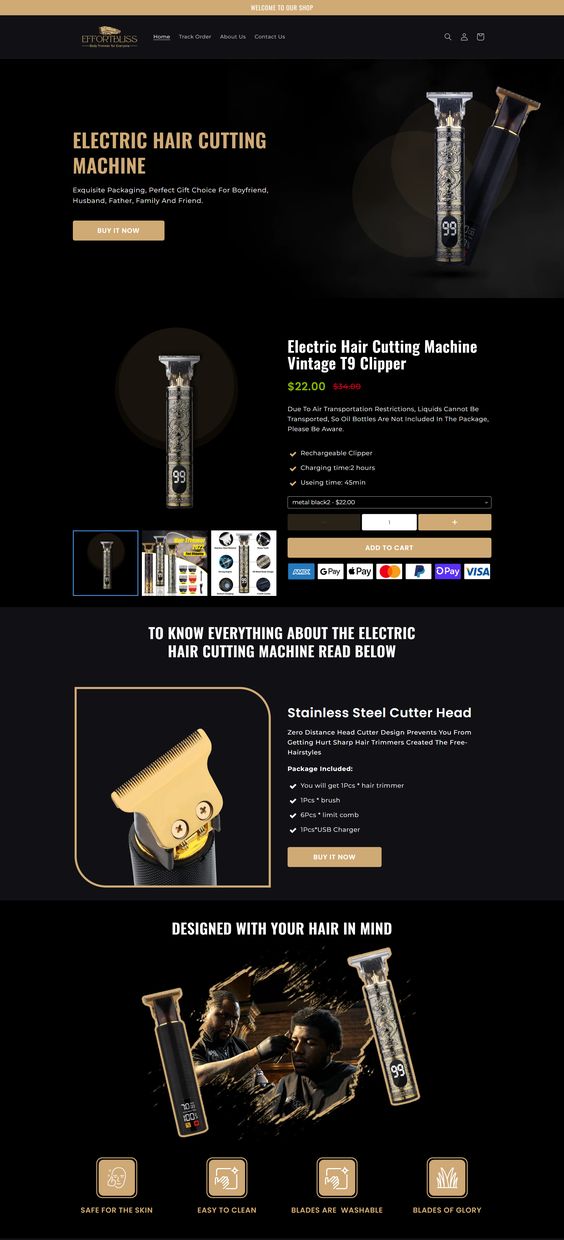 WELCOME TO OUR SHOP
EFFORTBLISS
Body Trimmer for Everyone
Home Track Order About Us Contact Us
ELECTRIC HAIR CUTTING
MACHINE
Exquisite Packaging, Perfect Gift Choice For Boyfriend,
Husband, Father, Family And Friend.
BUY IT NOW
99
Electric Hair Cutting Machine
Vintage T9 Clipper
$22.00 $34.00
Due To Air Transportation Restrictions, Liquids Cannot Be
Transported, So Oil Bottles Are Not Included In The Package,
Please Be Aware.
Rechargeable Clipper
Charging time:2 hours
Useing time: 45min
metal black2 - $22.00
1 +
ADD TO CART
AMEX G Pay Pay Pay VISA
99
Hair Trimmer
2022
TO KNOW EVERYTHING ABOUT THE ELECTRIC
HAIR CUTTING MACHINE READ BELOW
Stainless Steel Cutter Head
Zero Distance Head Cutter Design Prevents You From
Getting Hurt Sharp Hair Trimmers Created The Free-
Hairstyles
Package Included:
You will get 1Pcs * hair trimmer
1Pcs * brush
6Pcs * limit comb
1Pcs*USB Charger
BUY IT NOW
DESIGNED WITH YOUR HAIR IN MIND
99
SAFE FOR THE SKIN
EASY TO CLEAN
BLADES ARE WASHABLE
BLADES OF GLORY